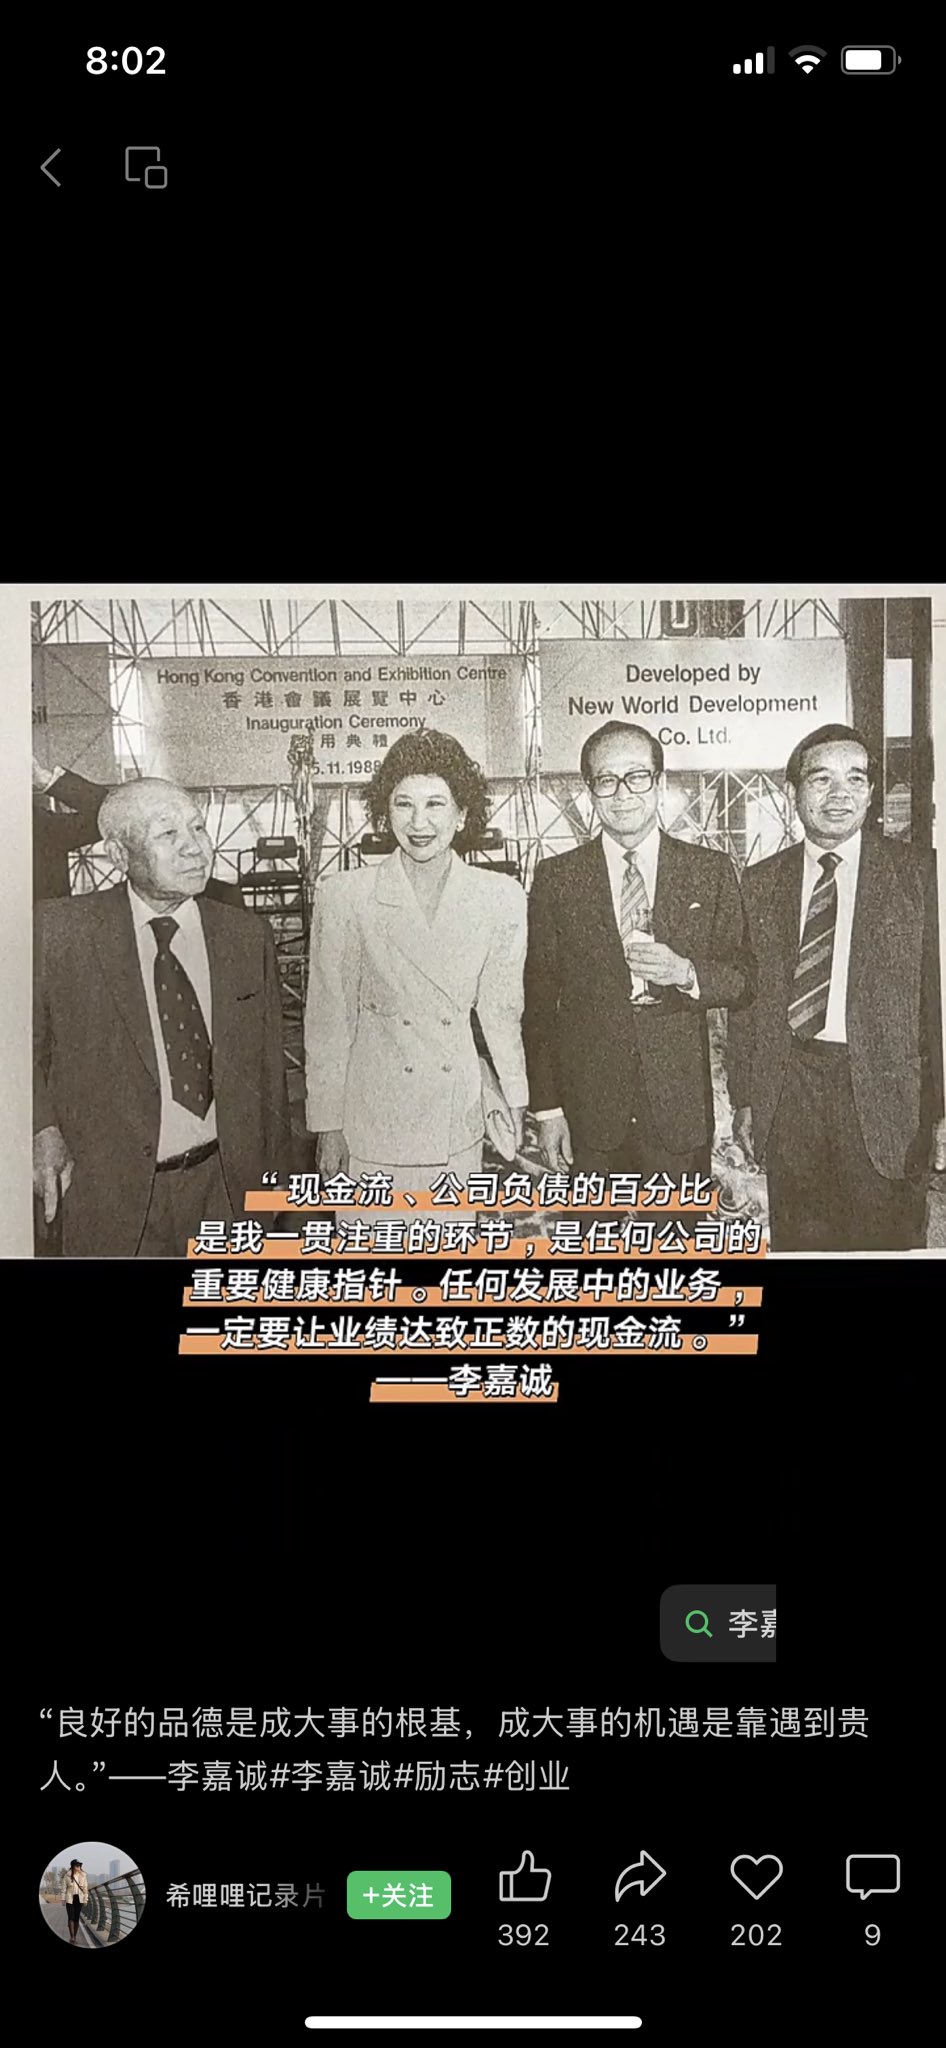 8:02
Hong Kong Convention and Exhibition Centre
香港會議展覽中心
Inauguration Ceremony
用典禮
5.11.1988
Developed by
New World Development
Co. Ltd.
“现金流、公司负债的百分比
是我一贯注重的环节，是任何公司的
重要健康指针。任何发展中的业务，
一定要让业绩达致正数的现金流。”
——李嘉诚
李嘉
“良好的品德是成大事的根基，成大事的机遇是靠遇到贵
人。”——李嘉诚#李嘉诚#励志#创业
希哩哩记录片
+关注
392
243
202
9